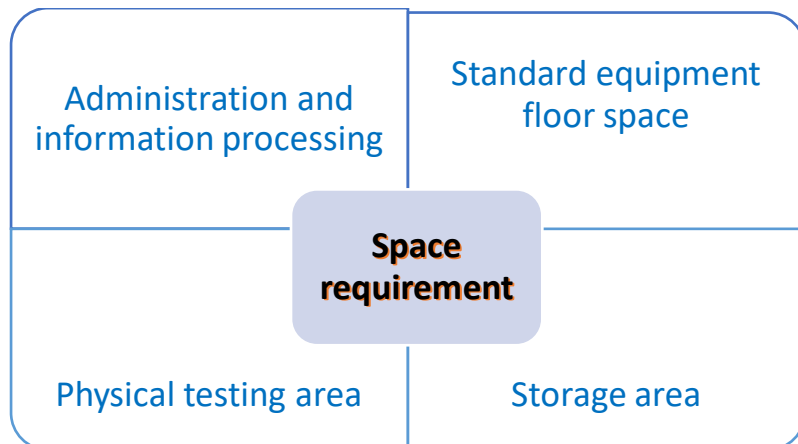 Administration and
information processing
Standard equipment
floor space
Space
requirement
Physical testing area
Storage area